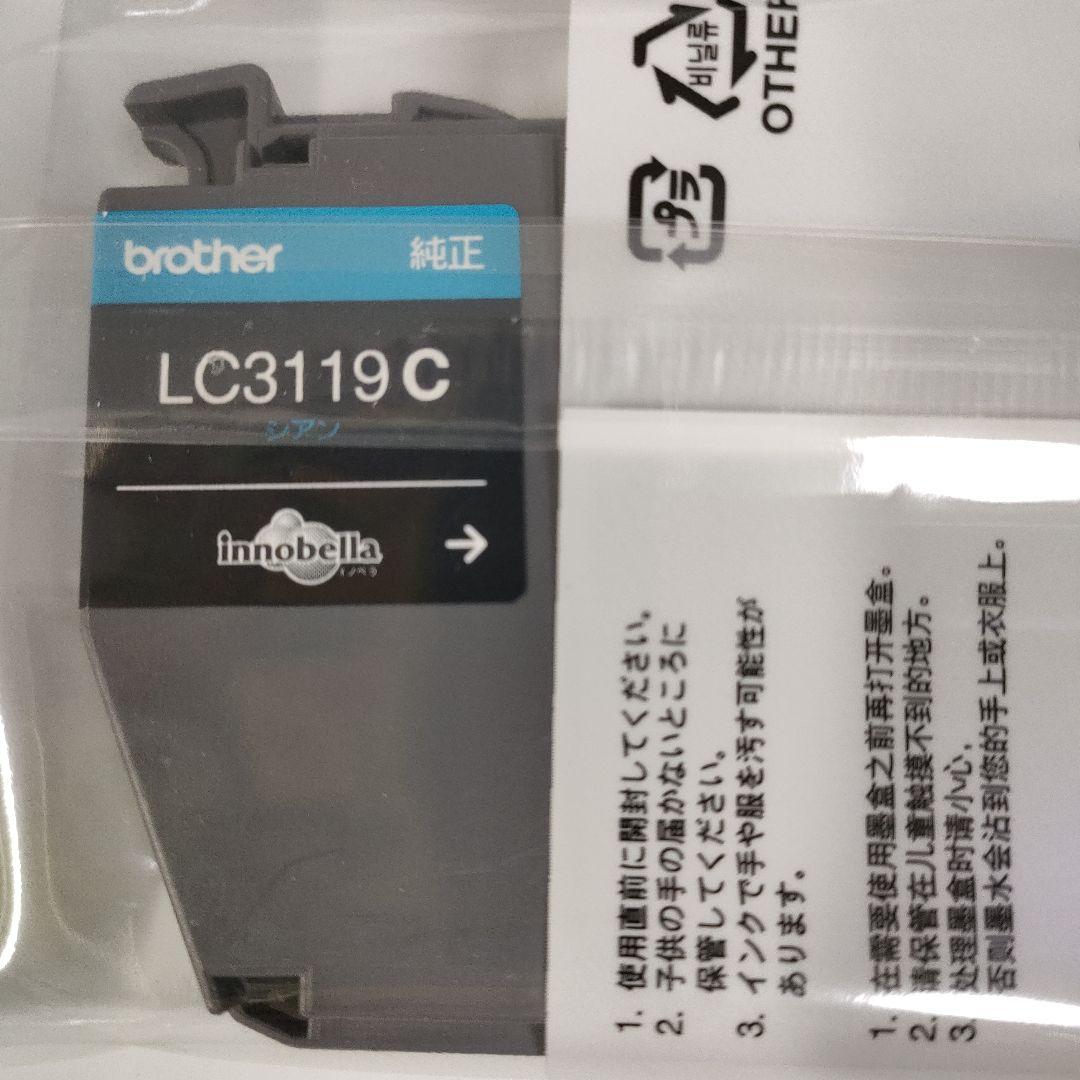 brother 純正
LC3119C
シアン
innobella
イノベラ
비닐류
OTHER
プラ
1. 使用直前に開封してください。
2. 子供の手の届かないところに
保管してください。
3. インクで手や服を汚す可能性が
あります。
1. 在需要使用墨盒之前再打开墨盒。
2. 请保管在儿童触摸不到的地方。
3. 处理墨盒时请小心，
否则墨水会沾到您的手上或衣服上。